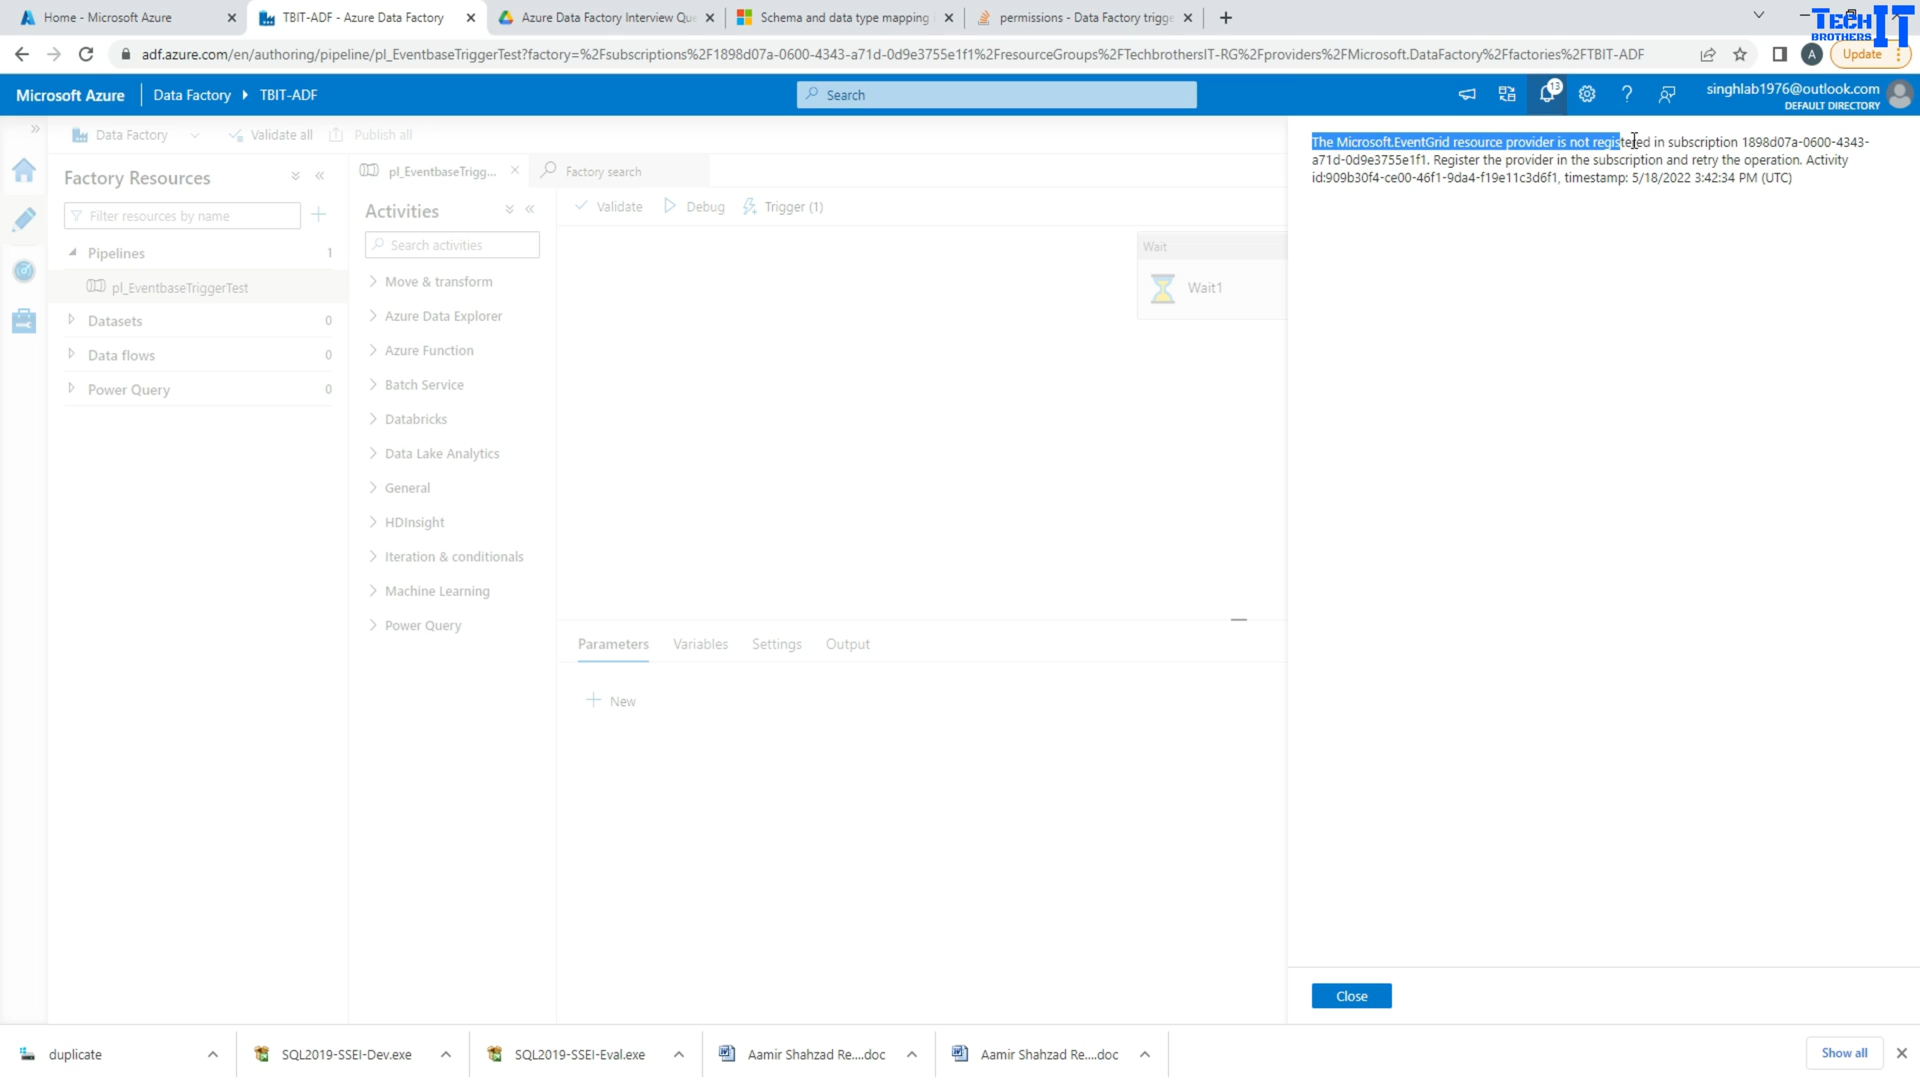 Home - Microsoft Azure
TBIT-ADF - Azure Data Factory
Azure Data Factory Interview Que
Schema and data type mapping
permissions - Data Factory trigge
TECH IT
BROTHERS
adf.azure.com/en/authoring/pipeline/pl_EventbaseTriggerTest?factory=%2Fsubscriptions%2F1898d07a-0600-4343-a71d-0d9e3755e1f1%2FresourceGroups%2FTechbrothersIT-RG%2Fproviders%2FMicrosoft.DataFactory%2Ffactories%2FTBIT-ADF
A
Update
Microsoft Azure
Data Factory
TBIT-ADF
Search
13
singhlab1976@outlook.com
DEFAULT DIRECTORY
Data Factory
Validate all
Publish all
The Microsoft.EventGrid resource provider is not registered in subscription 1898d07a-0600-4343-
a71d-0d9e3755e1f1. Register the provider in the subscription and retry the operation. Activity
id:909b30f4-ce00-46f1-9da4-f19e11c3d6f1, timestamp: 5/18/2022 3:42:34 PM (UTC)
Factory Resources
Filter resources by name
Pipelines 1
pl_EventbaseTriggerTest
Datasets 0
Data flows 0
Power Query 0
pl_EventbaseTrigg...
Factory search
Activities
Search activities
Move & transform
Azure Data Explorer
Azure Function
Batch Service
Databricks
Data Lake Analytics
General
HDInsight
Iteration & conditionals
Machine Learning
Power Query
Validate
Debug
Trigger (1)
Wait
Wait1
Parameters
Variables
Settings
Output
New
Close
duplicate
SQL2019-SSEI-Dev.exe
SQL2019-SSEI-Eval.exe
Aamir Shahzad Re....doc
Aamir Shahzad Re....doc
Show all